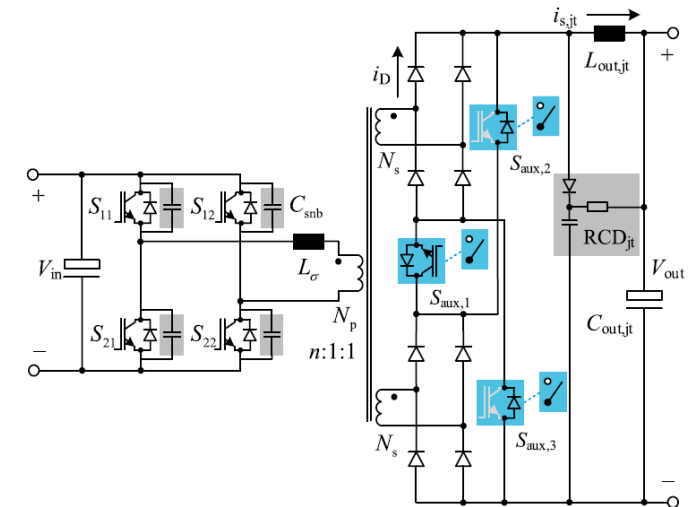 i_s,jt
L_out,jt
+
i_D
N_s
S_aux,2
+
S_11
S_12
C_snb
RCD_jt
V_in
L_σ
S_aux,1
V_out
N_p
C_out,jt
S_21
S_22
n:1:1
−
N_s
S_aux,3
−